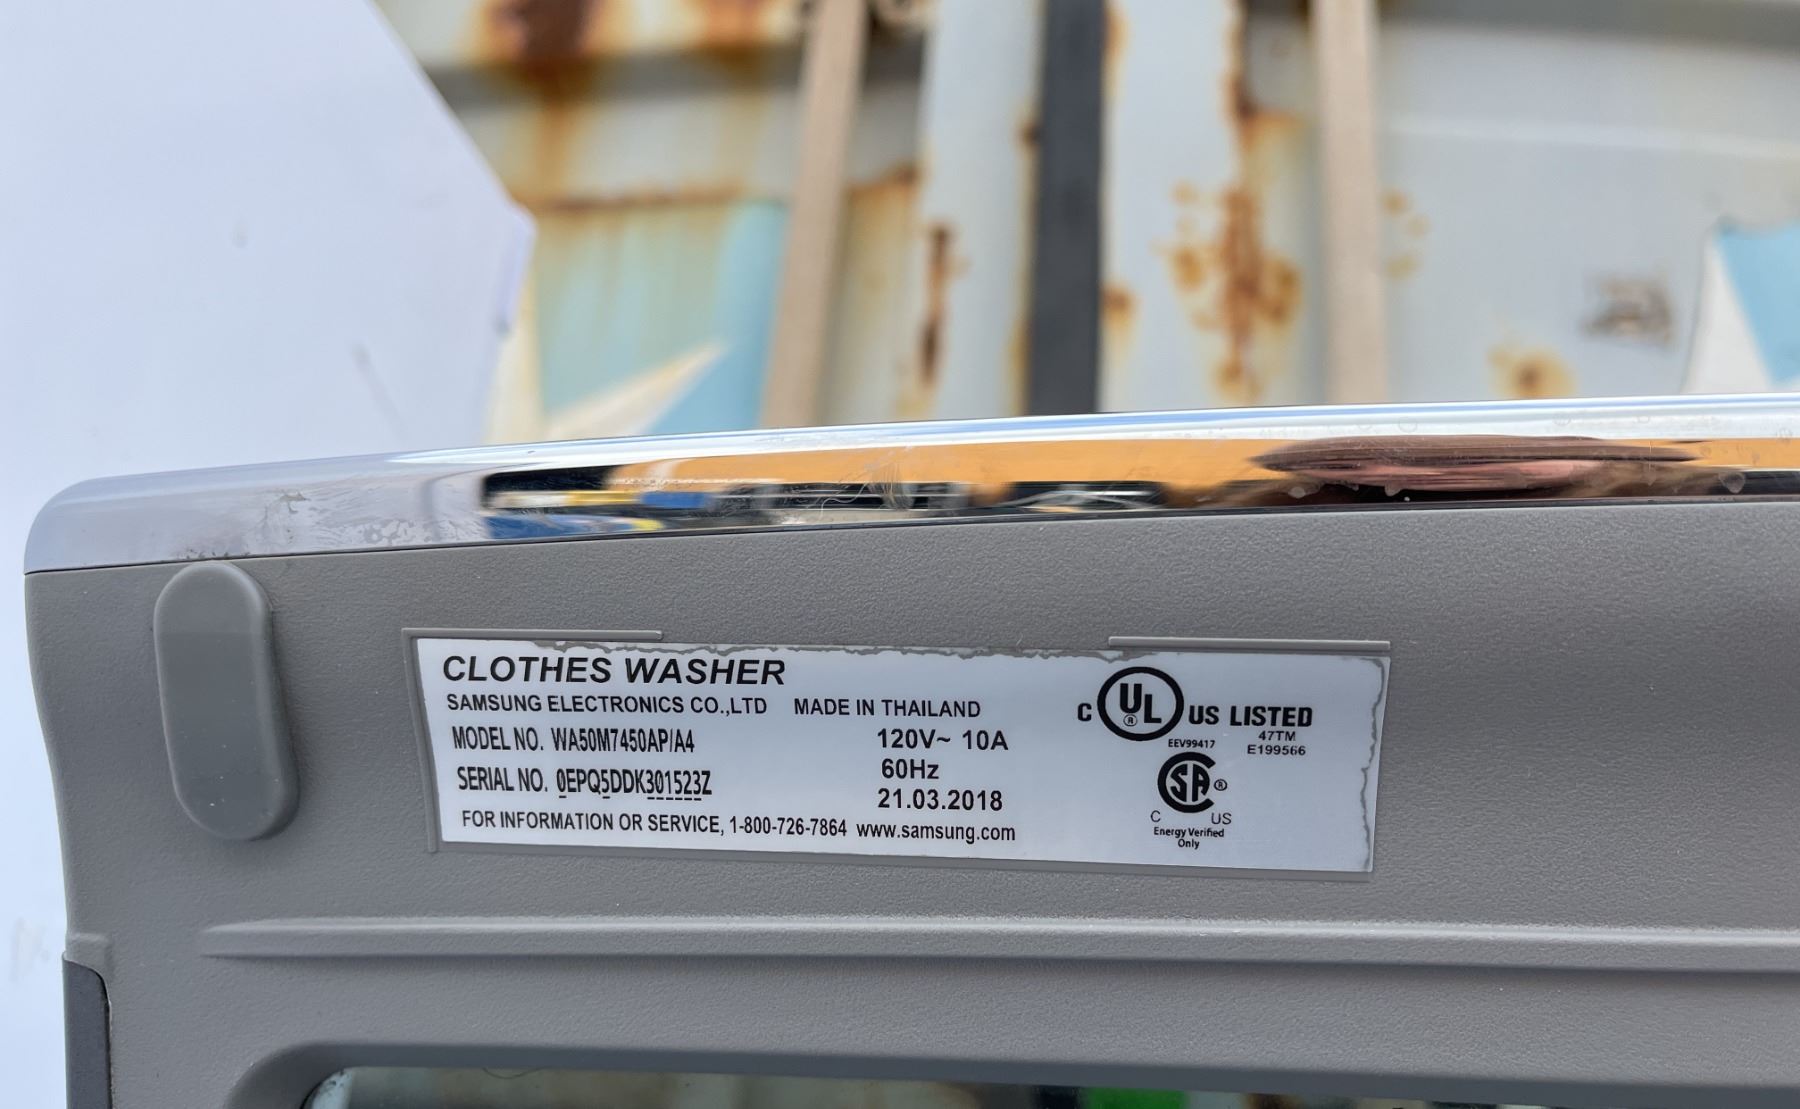 CLOTHES WASHER
SAMSUNG ELECTRONICS CO.,LTD MADE IN THAILAND
MODEL NO. WA50M7450AP/A4 120V~ 10A
SERIAL NO. 0EPQ5DDK301523Z 60Hz
21.03.2018
FOR INFORMATION OR SERVICE, 1-800-726-7864 www.samsung.com
C UL ® US LISTED
EEV99417 47TM
E199566
SA ®
C US
Energy Verified
Only